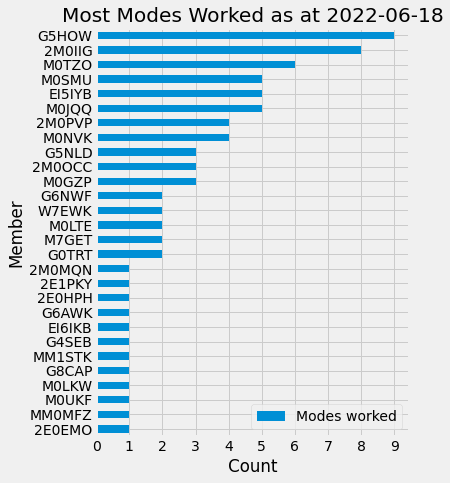 Most Modes Worked as at 2022-06-18
Member
G5HOW
2M0IIG
M0TZO
M0SMU
EI5IYB
M0JQQ
2M0PVP
M0NVK
G5NLD
2M0OCC
M0GZP
G6NWF
W7EWK
M0LTE
M7GET
G0TRT
2M0MQN
2E1PKY
2E0HPH
G6AWK
EI6IKB
G4SEB
MM1STK
G8CAP
M0LKW
M0UKF
MM0MFZ
2E0EMO
Modes worked
0 1 2 3 4 5 6 7 8 9
Count